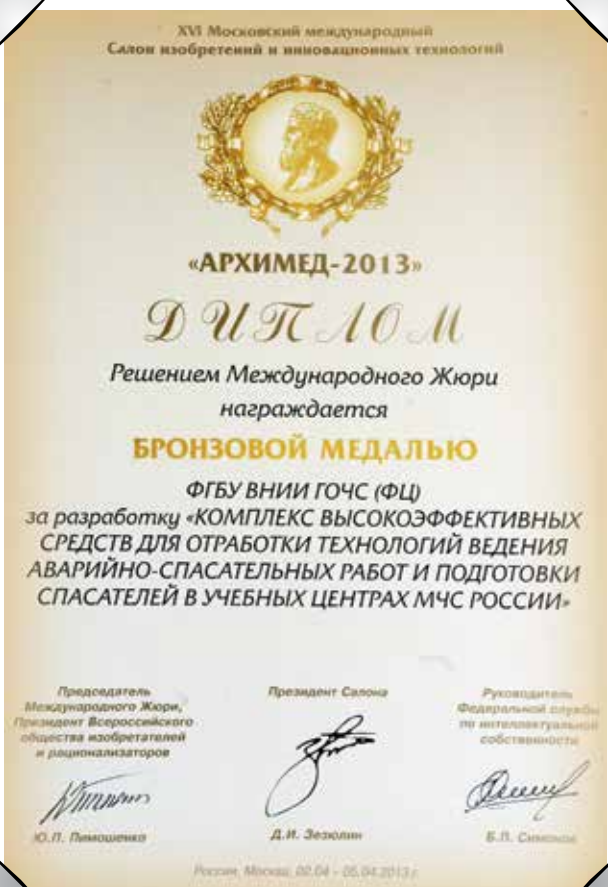 XVI Московский международный
Салон изобретений и инновационных технологий
«АРХИМЕД-2013»
ДИПЛОМ
Решением Международного Жюри
награждается
БРОНЗОВОЙ МЕДАЛЬЮ
ФГБУ ВНИИ ГОЧС (ФЦ)
за разработку «КОМПЛЕКС ВЫСОКОЭФФЕКТИВНЫХ
СРЕДСТВ ДЛЯ ОТРАБОТКИ ТЕХНОЛОГИЙ ВЕДЕНИЯ
АВАРИЙНО-СПАСАТЕЛЬНЫХ РАБОТ И ПОДГОТОВКИ
СПАСАТЕЛЕЙ В УЧЕБНЫХ ЦЕНТРАХ МЧС РОССИИ»
Председатель
Международного Жюри,
Президент Всероссийского
общества изобретателей
и рационализаторов
Ю.П. Пимошенко
Президент Салона
Д.И. Зезюлин
Руководитель
Федеральной службы
по интеллектуальной
собственности
Б.П. Симонов
Россия, Москва, 02.04 - 05.04.2013 г.